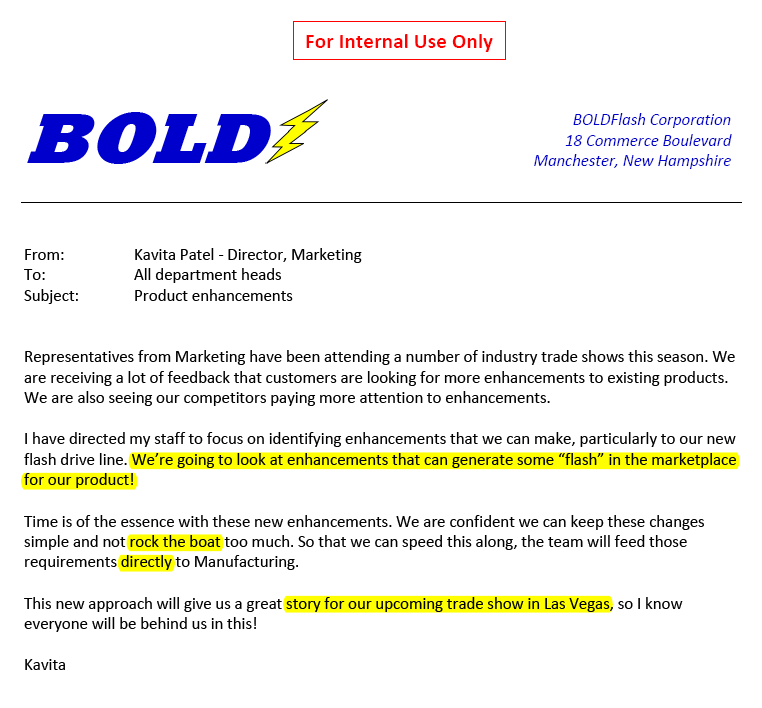 For Internal Use Only
BOLD
BOLDFlash Corporation
18 Commerce Boulevard
Manchester, New Hampshire
From: Kavita Patel - Director, Marketing
To: All department heads
Subject: Product enhancements
Representatives from Marketing have been attending a number of industry trade shows this season. We
are receiving a lot of feedback that customers are looking for more enhancements to existing products.
We are also seeing our competitors paying more attention to enhancements.
I have directed my staff to focus on identifying enhancements that we can make, particularly to our new
flash drive line. We’re going to look at enhancements that can generate some “flash” in the marketplace
for our product!
Time is of the essence with these new enhancements. We are confident we can keep these changes
simple and not rock the boat too much. So that we can speed this along, the team will feed those
requirements directly to Manufacturing.
This new approach will give us a great story for our upcoming trade show in Las Vegas, so I know
everyone will be behind us in this!
Kavita